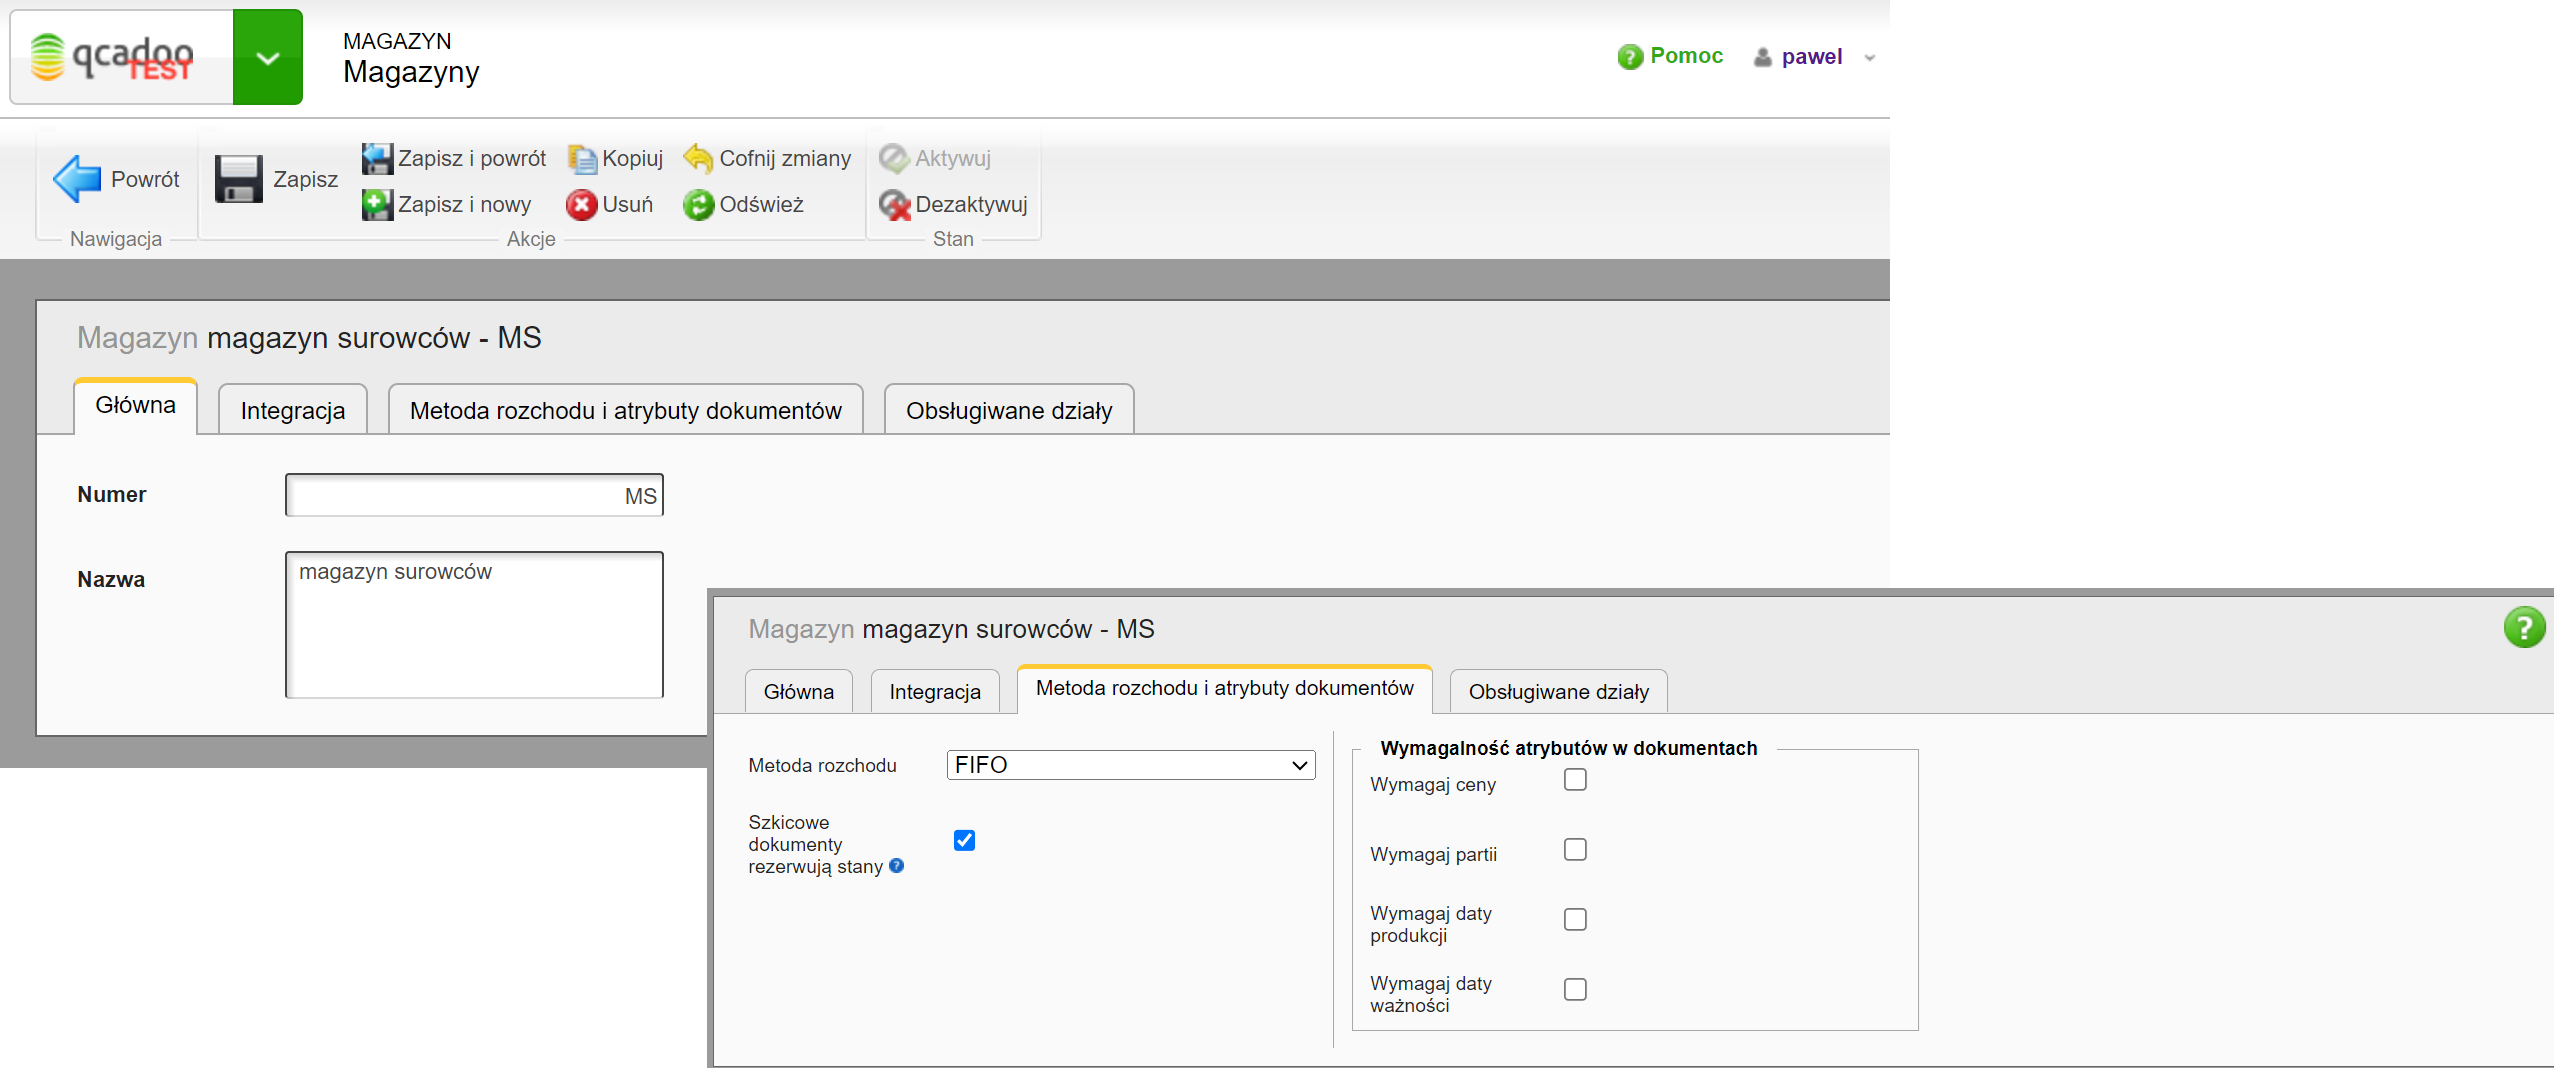 qcadoo
TEST
MAGAZYN
Magazyny
Pomoc
pawel
Powrót
Zapisz
Zapisz i powrót
Kopiuj
Cofnij zmiany
Aktywuj
Zapisz i nowy
Usuń
Odśwież
Dezaktywuj
Nawigacja
Akcje
Stan
Magazyn magazyn surowców - MS
Główna
Integracja
Metoda rozchodu i atrybuty dokumentów
Obsługiwane działy
Numer
MS
Nazwa
magazyn surowców
Magazyn magazyn surowców - MS
Główna
Integracja
Metoda rozchodu i atrybuty dokumentów
Obsługiwane działy
Metoda rozchodu
FIFO
Szkicowe
dokumenty
rezerwują stany
Wymagalność atrybutów w dokumentach
Wymagaj ceny
Wymagaj partii
Wymagaj daty
produkcji
Wymagaj daty
ważności